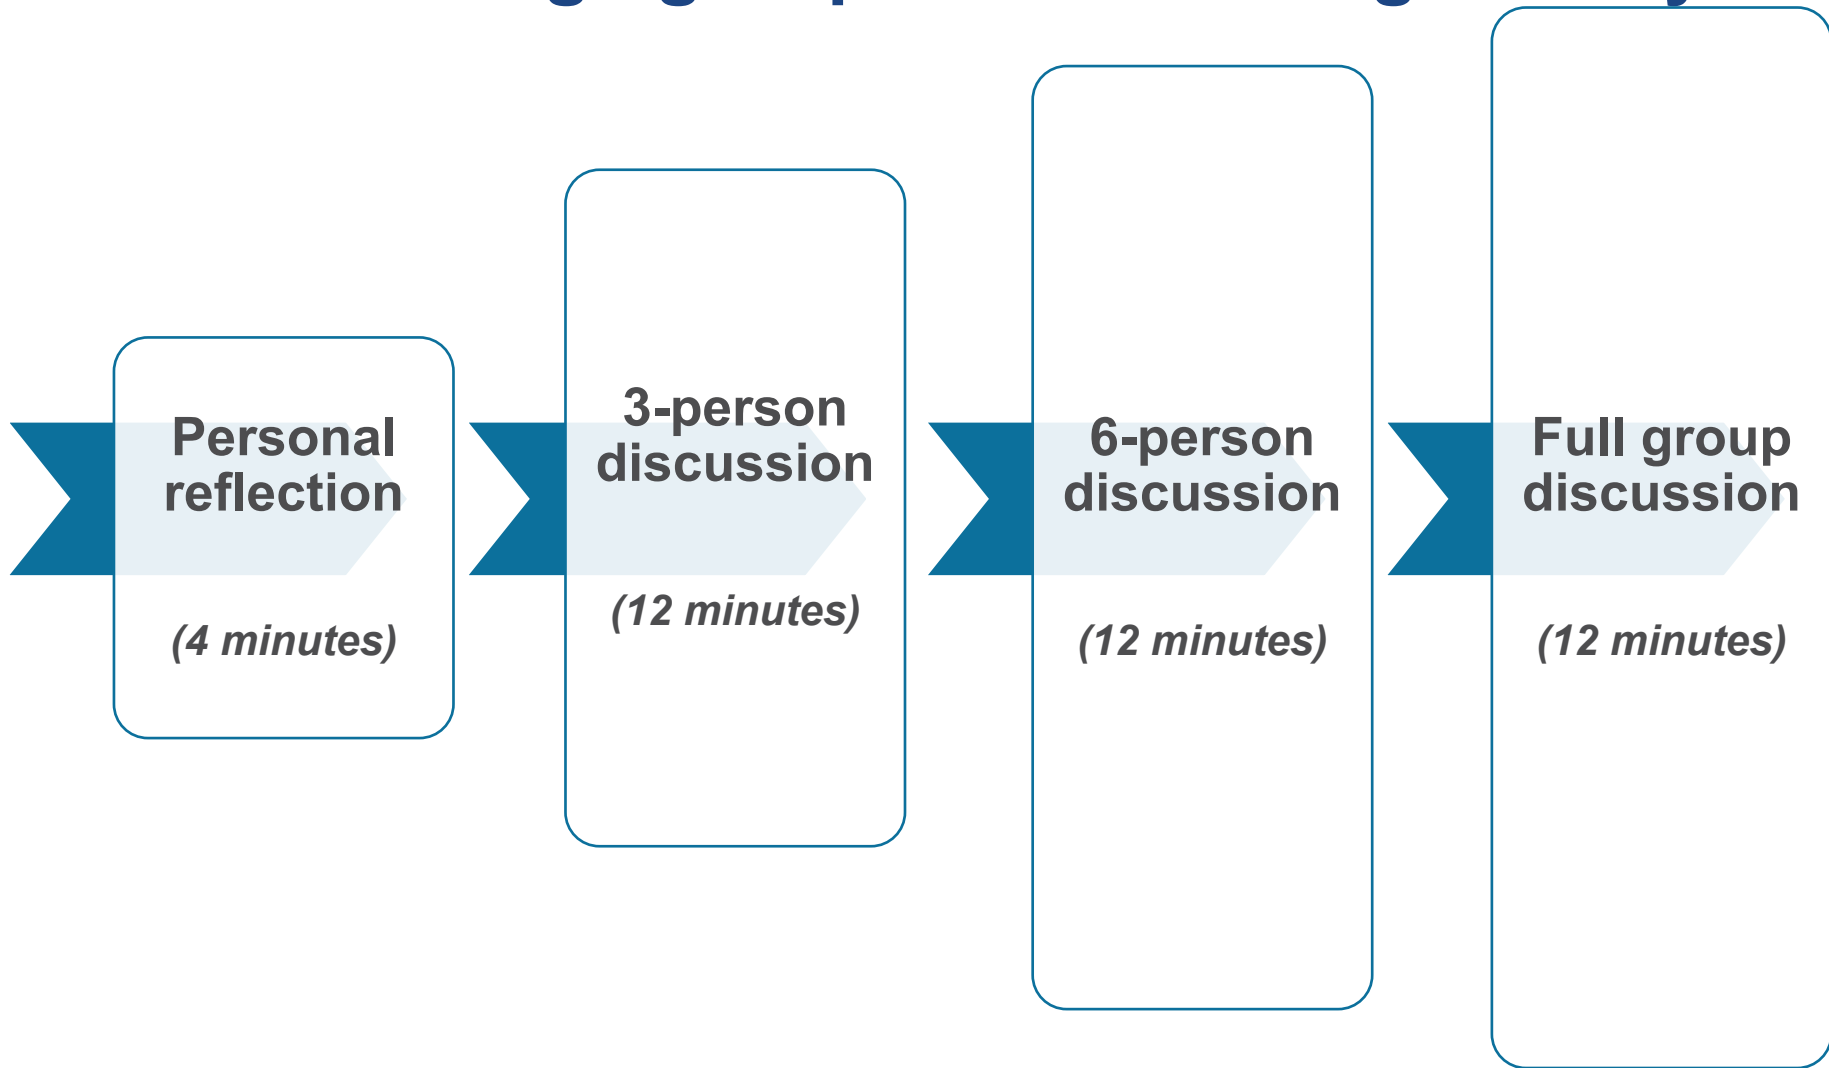 Personal
reflection
(4 minutes)
3-person
discussion
(12 minutes)
6-person
discussion
(12 minutes)
Full group
discussion
(12 minutes)